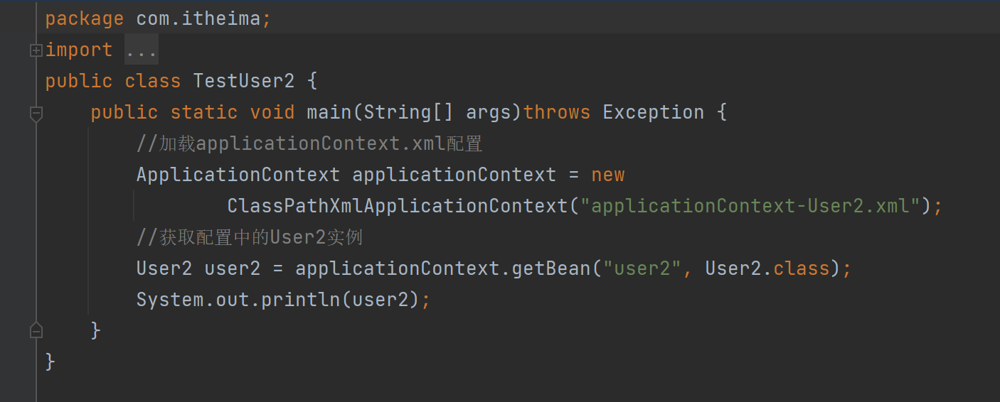 package com.itheima;
import ...
public class TestUser2 {
    public static void main(String[] args)throws Exception {
        //加载applicationContext.xml配置
        ApplicationContext applicationContext = new
                ClassPathXmlApplicationContext("applicationContext-User2.xml");
        //获取配置中的User2实例
        User2 user2 = applicationContext.getBean("user2", User2.class);
        System.out.println(user2);
    }
}